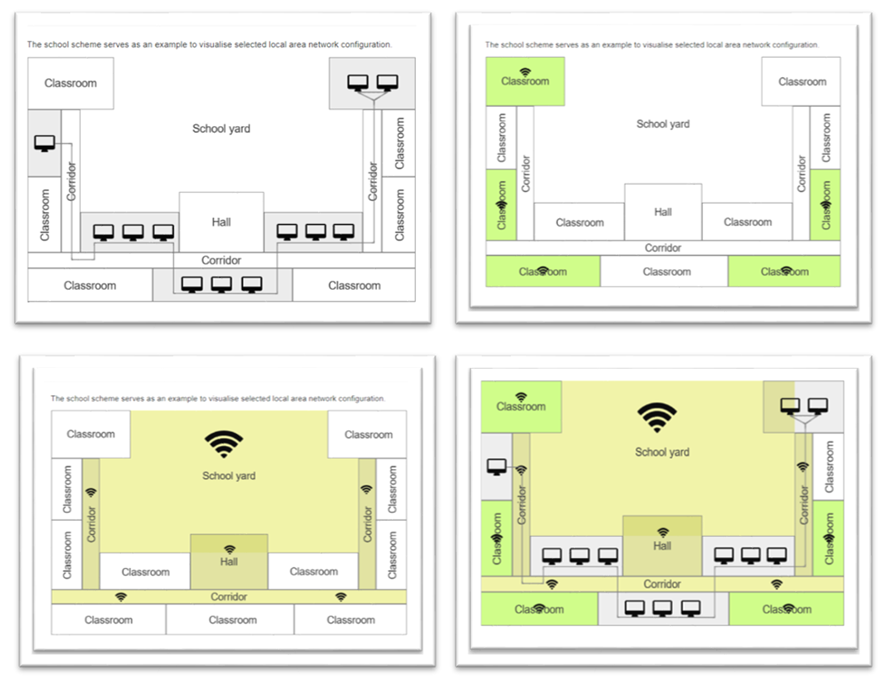 The school scheme serves as an example to visualise selected local area network configuration.
Classroom
School yard
Classroom
Corridor
Corridor
Classroom
Hall
Classroom
Corridor
Classroom
Classroom
The school scheme serves as an example to visualise selected local area network configuration.
Classroom
Classroom
School yard
Classroom
Classroom
Corridor
Corridor
Classroom
Classroom
Hall
Classroom
Classroom
Corridor
Classroom
Classroom
Classroom
The school scheme serves as an example to visualise selected local area network configuration.
Classroom
Classroom
School yard
Classroom
Classroom
Corridor
Corridor
Classroom
Classroom
Hall
Classroom
Classroom
Corridor
Classroom
Classroom
Classroom
Classroom
School yard
Classroom
Corridor
Corridor
Classroom
Classroom
Hall
Corridor
Classroom
Classroom